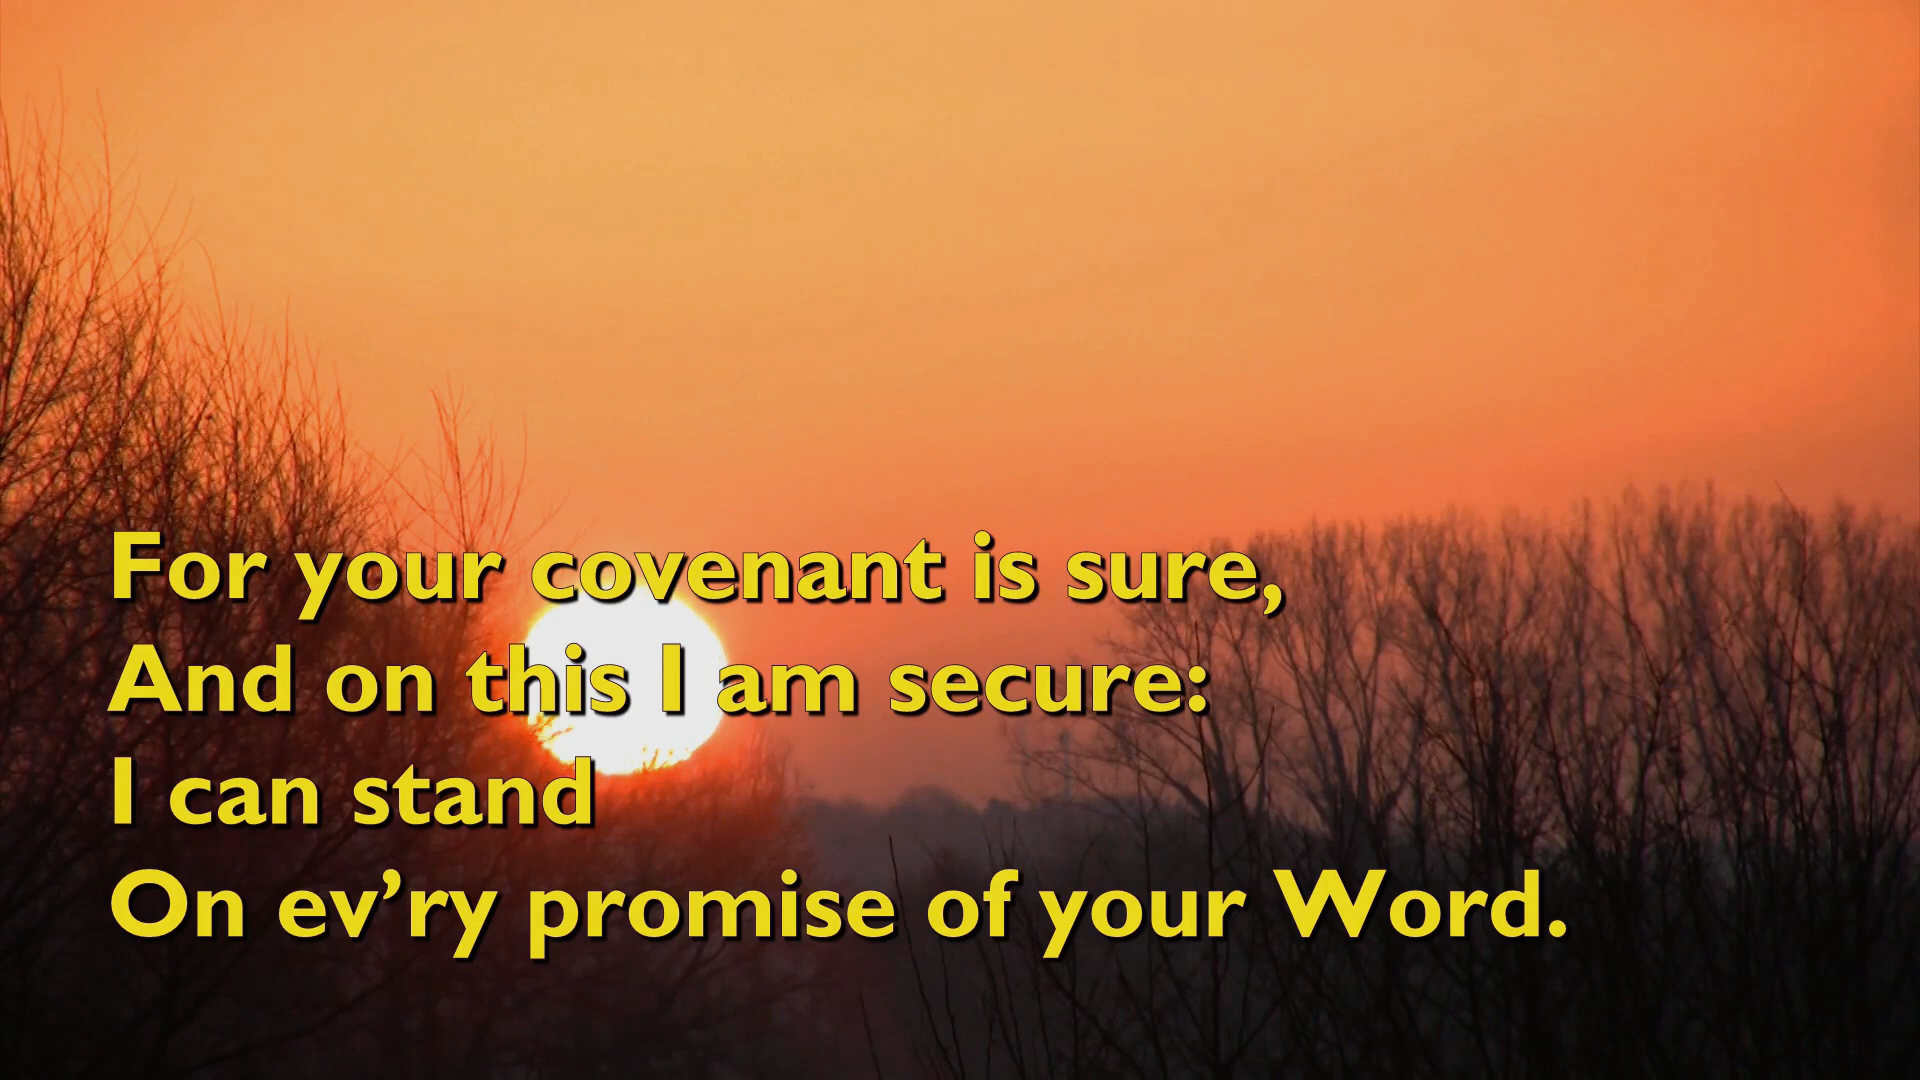 For your covenant is sure,
And on this I am secure:
I can stand
On ev’ry promise of your Word.